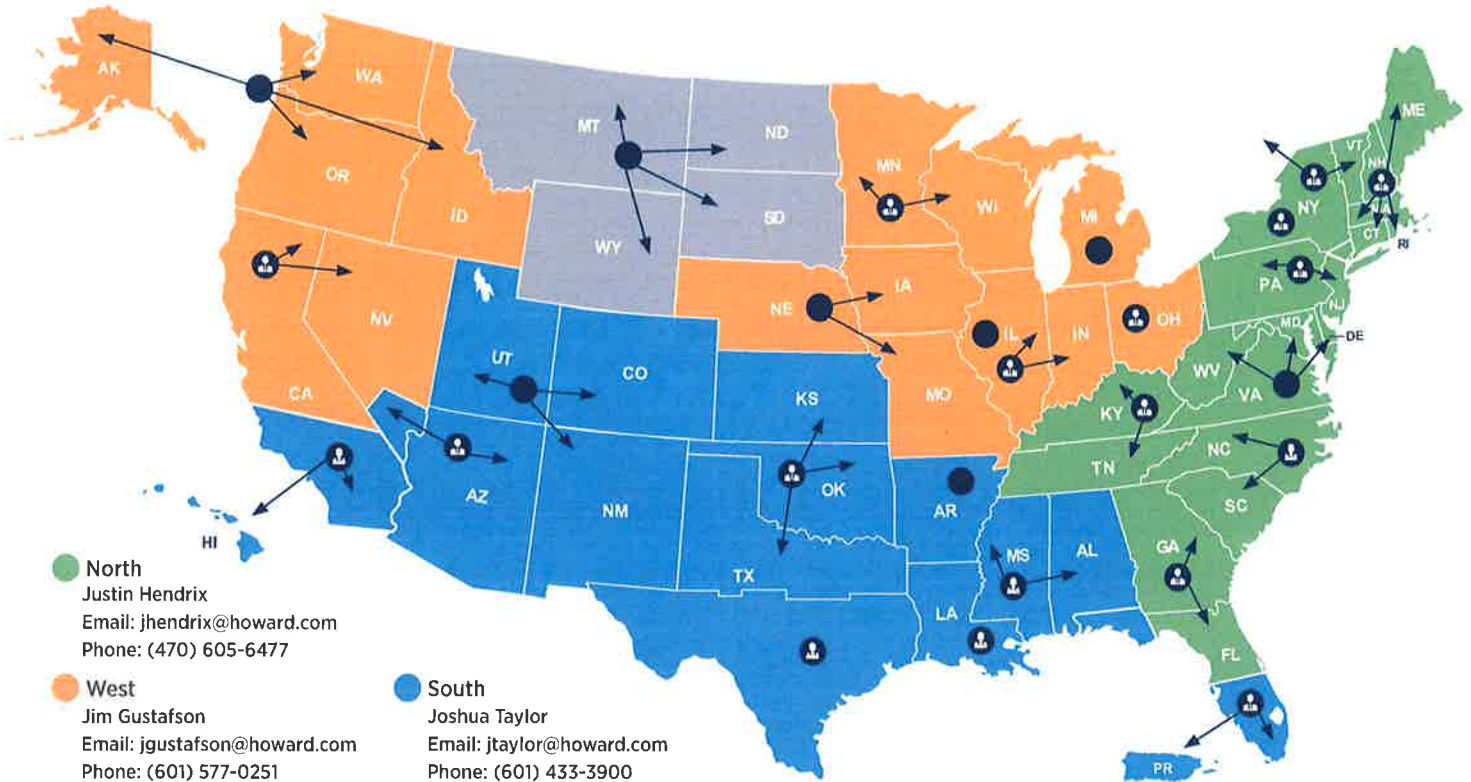 AK
WA
OR
ID
MT
ND
SD
WY
MN
WI
MI
ME
VT
NH
MA
CT
RI
NY
PA
NJ
MD
DE
NE
IA
IL
IN
OH
WV
VA
NV
CA
UT
CO
KS
MO
KY
TN
NC
SC
AZ
NM
OK
AR
TX
MS
AL
GA
LA
FL
HI
PR
North
Justin Hendrix
Email: jhendrix@howard.com
Phone: (470) 605-6477
West
Jim Gustafson
Email: jgustafson@howard.com
Phone: (601) 577-0251
South
Joshua Taylor
Email: jtaylor@howard.com
Phone: (601) 433-3900